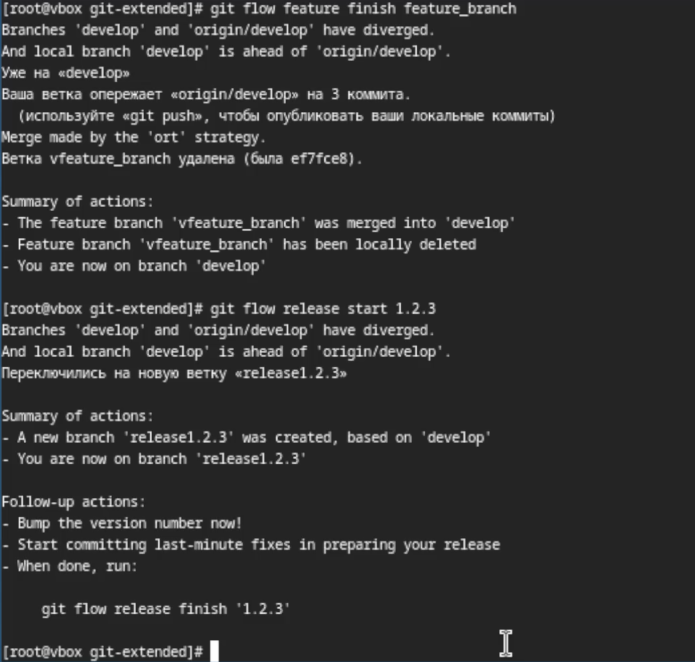 [root@vbox git-extended]# git flow feature finish feature_branch
Branches 'develop' and 'origin/develop' have diverged.
And local branch 'develop' is ahead of 'origin/develop'.
Уже на «develop»
Ваша ветка опережает «origin/develop» на 3 коммита.
  (используйте «git push», чтобы опубликовать ваши локальные коммиты)
Merge made by the 'ort' strategy.
Ветка vfeature_branch удалена (была ef7fce8).

Summary of actions:
- The feature branch 'vfeature_branch' was merged into 'develop'
- Feature branch 'vfeature_branch' has been locally deleted
- You are now on branch 'develop'

[root@vbox git-extended]# git flow release start 1.2.3
Branches 'develop' and 'origin/develop' have diverged.
And local branch 'develop' is ahead of 'origin/develop'.
Переключились на новую ветку «release1.2.3»

Summary of actions:
- A new branch 'release1.2.3' was created, based on 'develop'
- You are now on branch 'release1.2.3'

Follow-up actions:
- Bump the version number now!
- Start committing last-minute fixes in preparing your release
- When done, run:

     git flow release finish '1.2.3'

[root@vbox git-extended]#